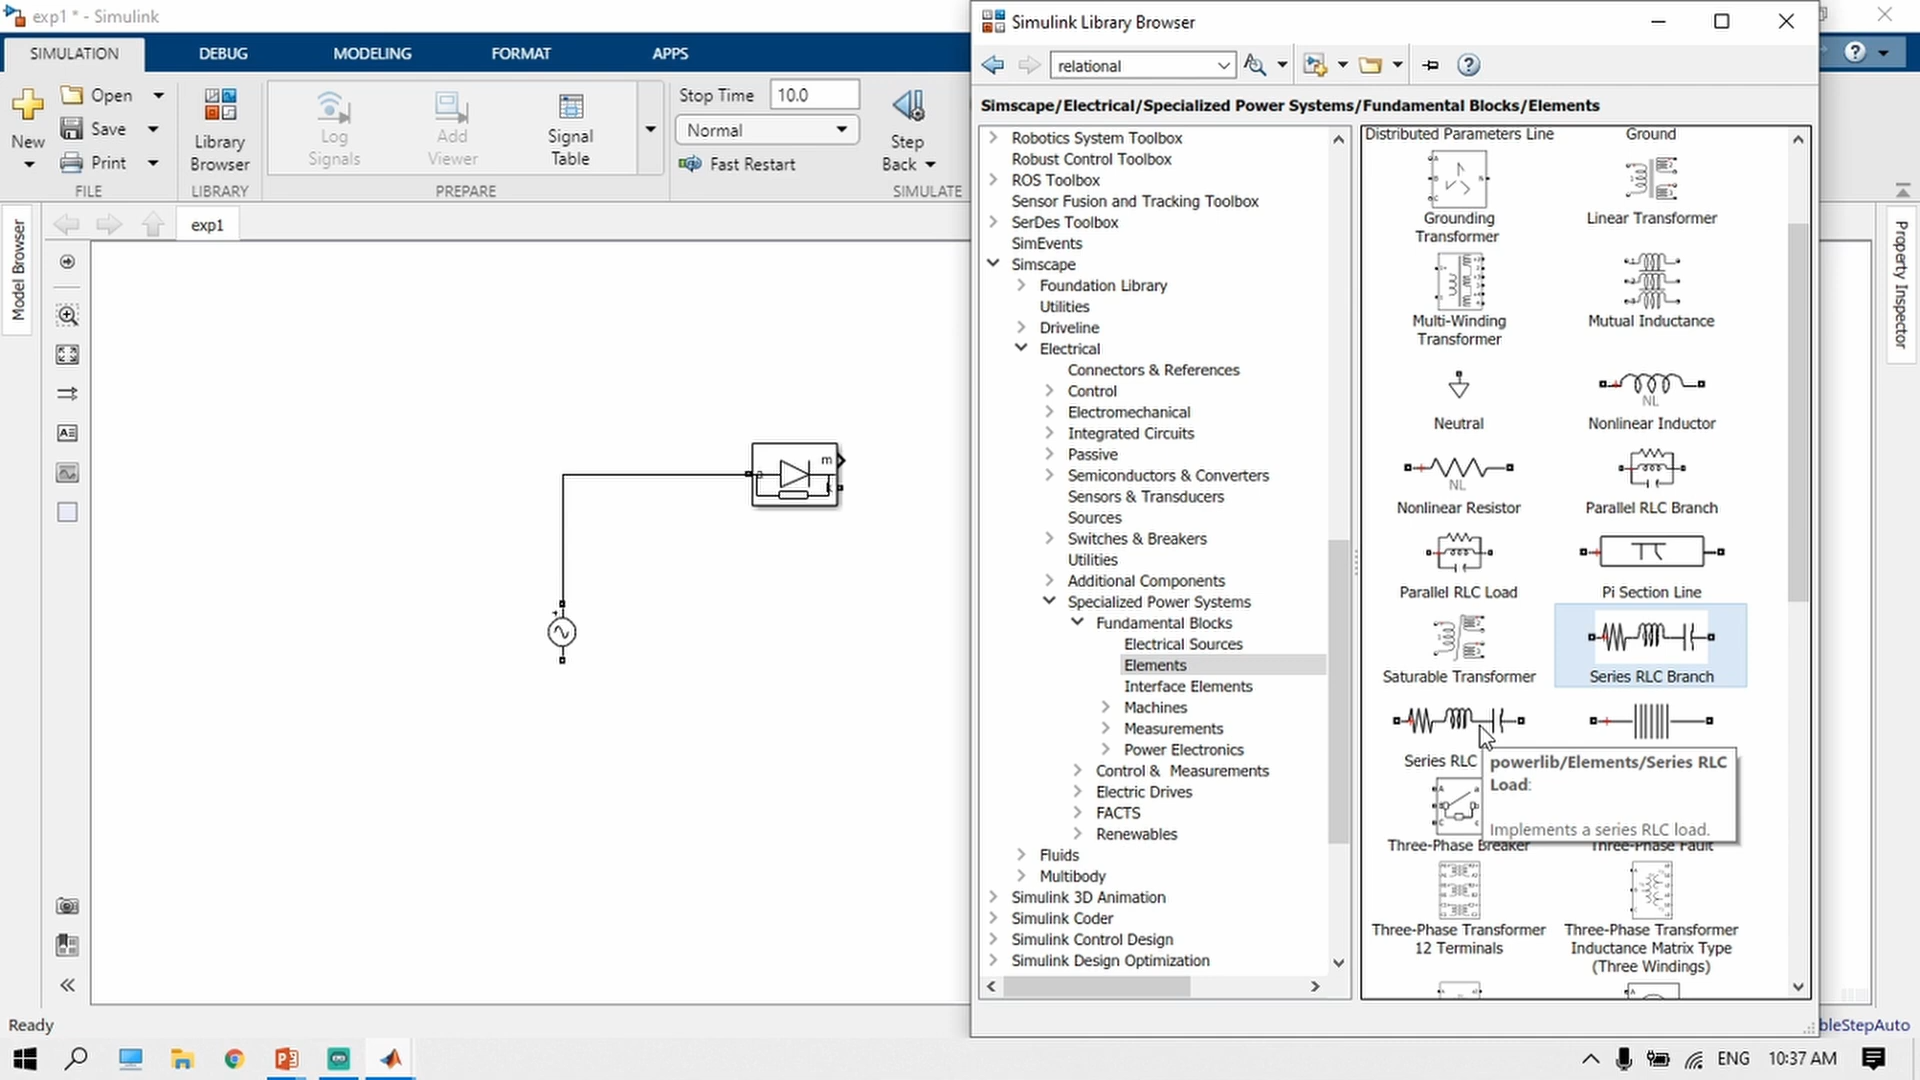 exp1 * - Simulink
SIMULATION
DEBUG
MODELING
FORMAT
APPS
New
Open
Save
Print
FILE
Library
Browser
LIBRARY
Log
Signals
Add
Viewer
Signal
Table
PREPARE
Stop Time
10.0
Normal
Fast Restart
Step
Back
SIMULATE
exp1
Model Browser
Property Inspector
m
Ready
bleStepAuto
Simulink Library Browser
relational
Simscape/Electrical/Specialized Power Systems/Fundamental Blocks/Elements
Robotics System Toolbox
Robust Control Toolbox
ROS Toolbox
Sensor Fusion and Tracking Toolbox
SerDes Toolbox
SimEvents
Simscape
Foundation Library
Utilities
Driveline
Electrical
Connectors & References
Control
Electromechanical
Integrated Circuits
Passive
Semiconductors & Converters
Sensors & Transducers
Sources
Switches & Breakers
Utilities
Additional Components
Specialized Power Systems
Fundamental Blocks
Electrical Sources
Elements
Interface Elements
Machines
Measurements
Power Electronics
Control & Measurements
Electric Drives
FACTS
Renewables
Fluids
Multibody
Simulink 3D Animation
Simulink Coder
Simulink Control Design
Simulink Design Optimization
Distributed Parameters Line
Ground
Grounding
Transformer
Linear Transformer
Multi-Winding
Transformer
Mutual Inductance
Neutral
NL
Nonlinear Inductor
NL
Nonlinear Resistor
Parallel RLC Branch
Parallel RLC Load
Pi Section Line
Saturable Transformer
Series RLC Branch
Series RLC
powerlib/Elements/Series RLC
Load:
Implements a series RLC load.
Three-Phase Breaker
Three-Phase Fault
Three-Phase Transformer
12 Terminals
Three-Phase Transformer
Inductance Matrix Type
(Three Windings)
ENG
10:37 AM